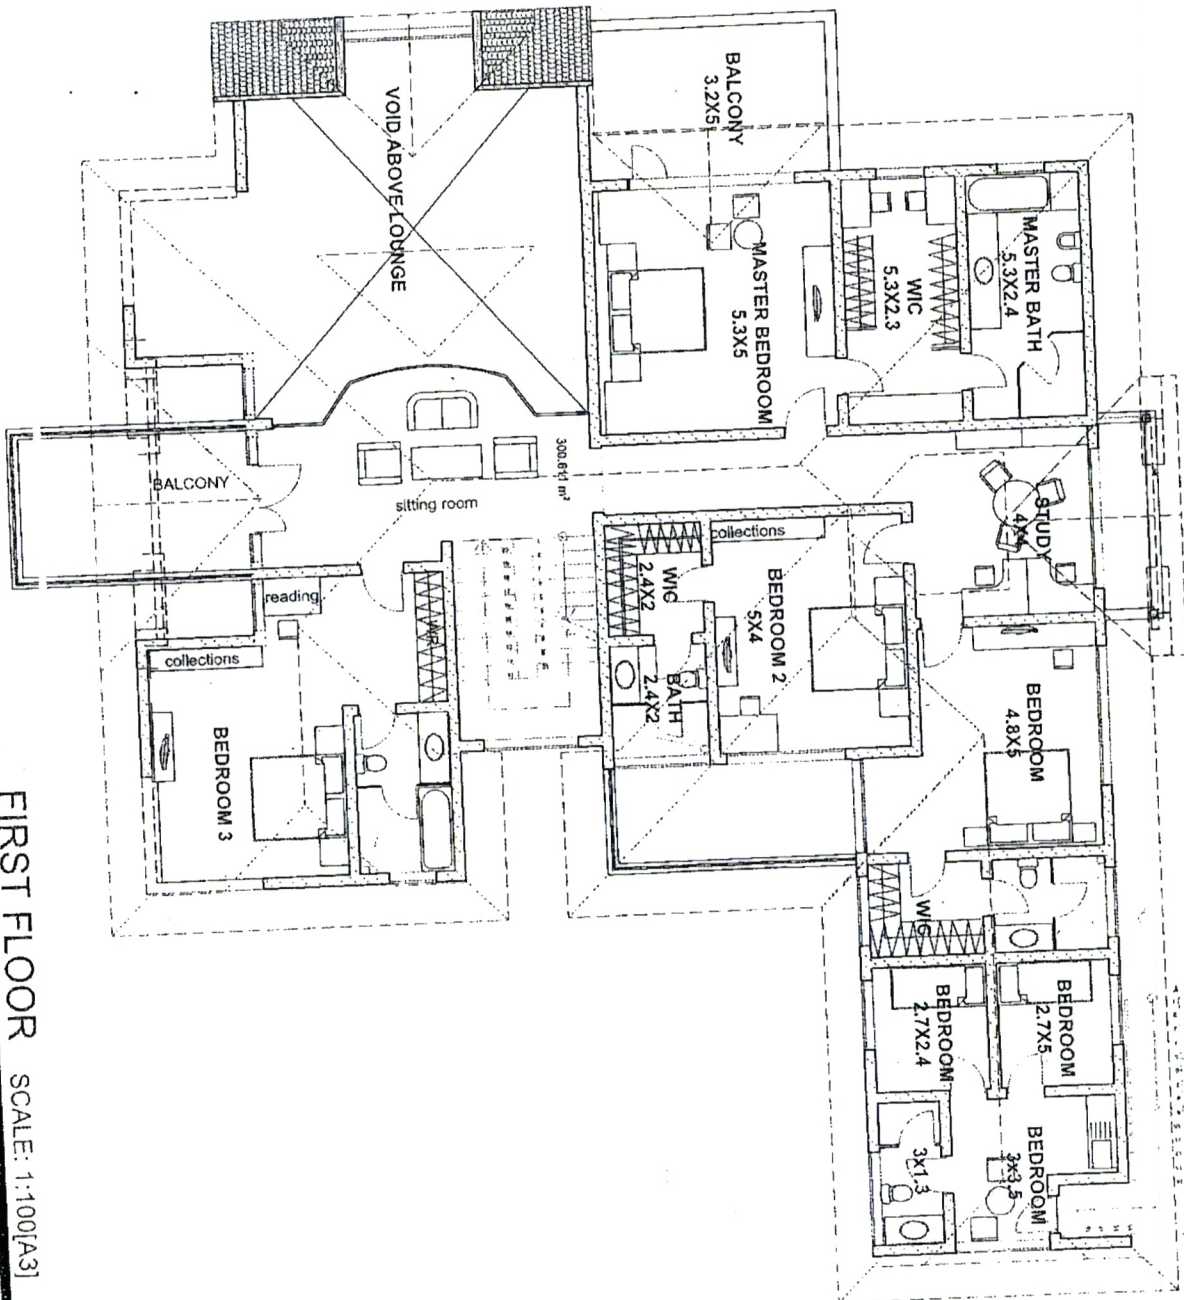 BALCONY
3.2X5
VOID ABOVE LOUNGE
MASTER BATH
5.3X2.4
WIC
5.3X2.3
MASTER BEDROOM
5.3X5
STUDY
4X4
300.611 m²
sitting room
BALCONY
collections
WIC
2.4X2
BEDROOM 2
5X4
BATH
2.4X2
reading
collections
BEDROOM 3
BEDROOM
4.8X5
WIC
BEDROOM
2.7X5
BEDROOM
2.7X2.4
BEDROOM
3x3.5
3x1.3
FIRST FLOOR SCALE: 1:100[A3]